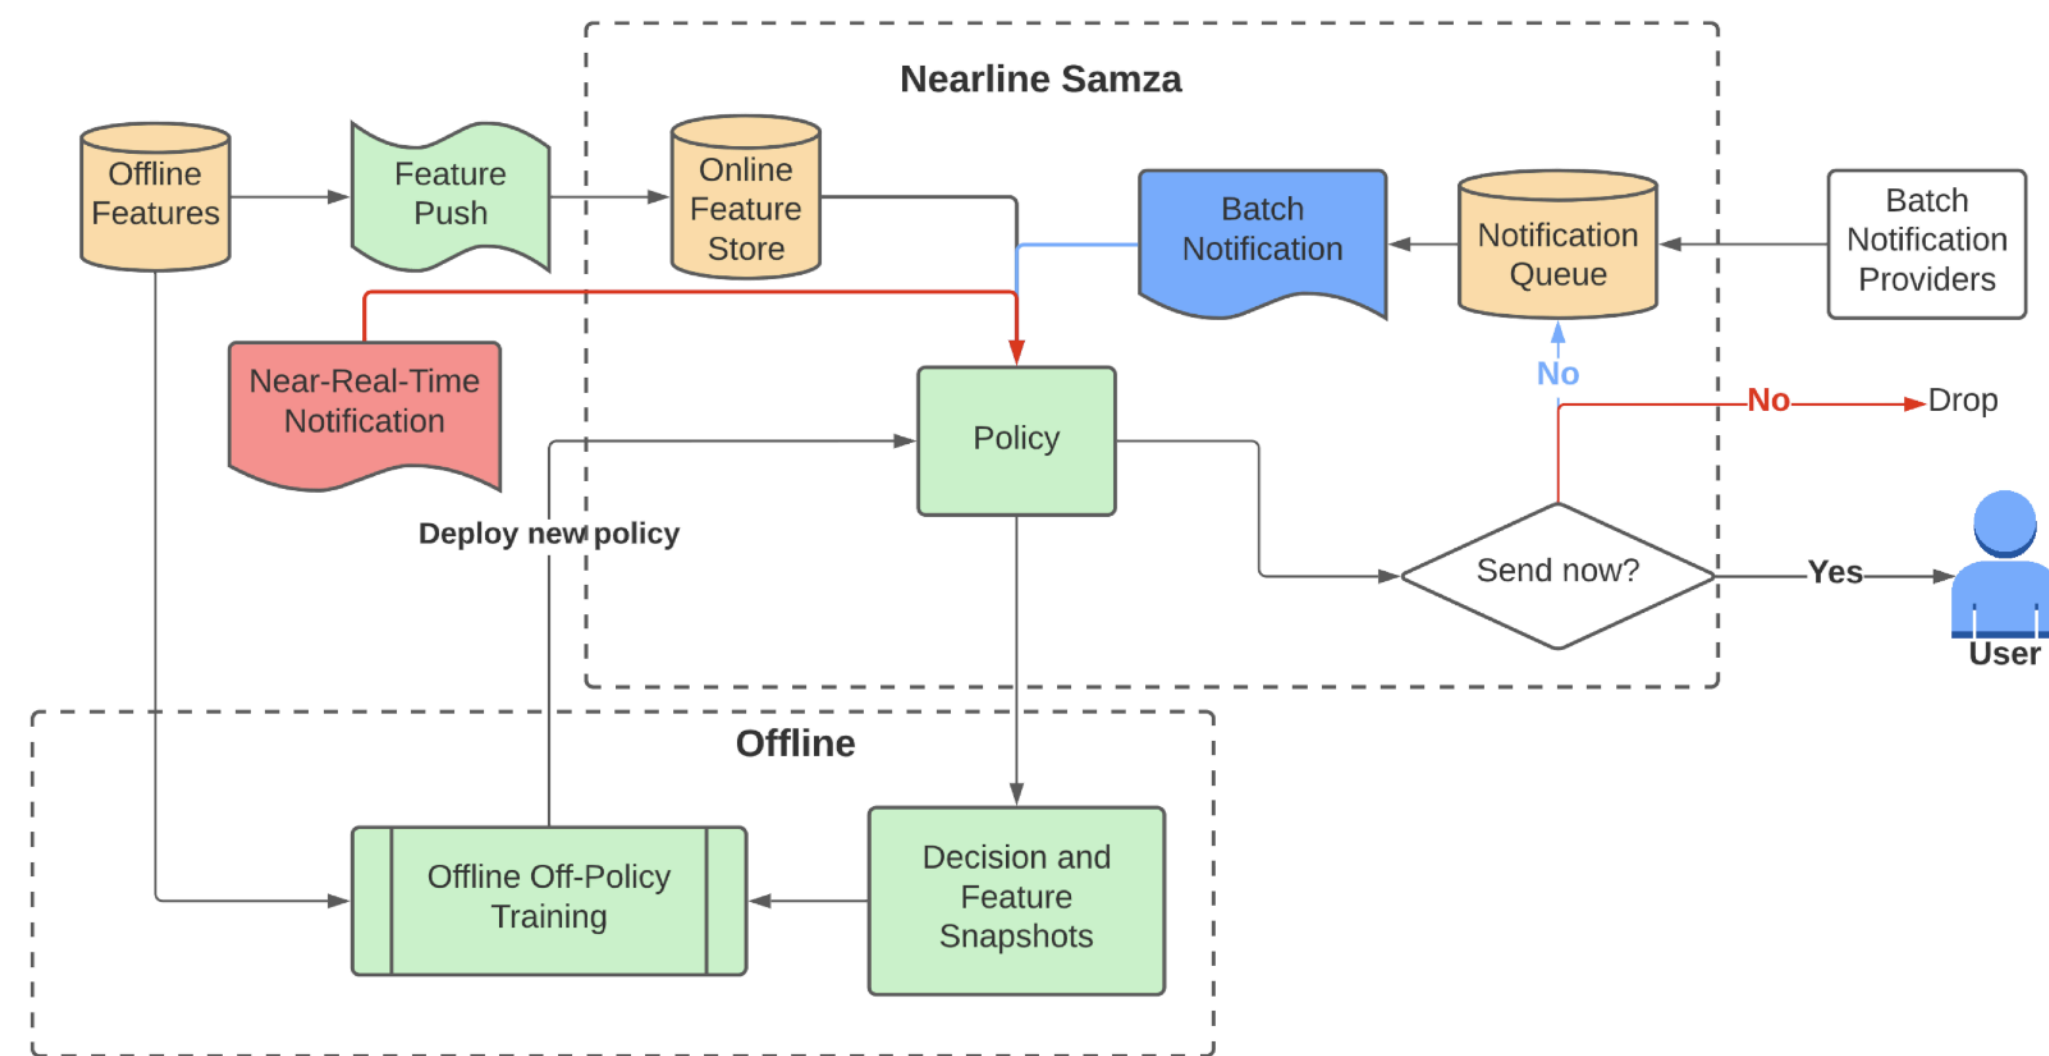 Nearline Samza
Offline
Features
Feature
Push
Online
Feature
Store
Batch
Notification
Notification
Queue
Batch
Notification
Providers
Near-Real-Time
Notification
No
No
Drop
Policy
Deploy new policy
Send now?
Yes
User
Offline
Offline Off-Policy
Training
Decision and
Feature
Snapshots